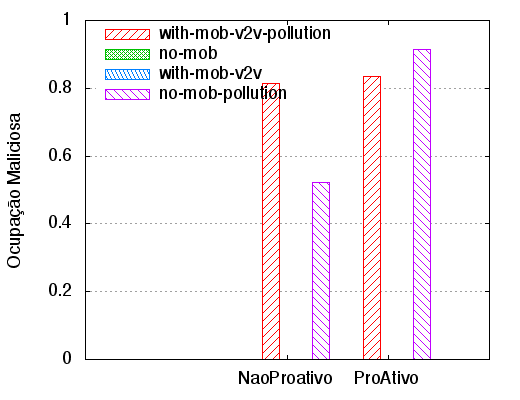 with-mob-v2v-pollution
no-mob
with-mob-v2v
no-mob-pollution
Ocupação Maliciosa
1
0.8
0.6
0.4
0.2
0
NaoProativo ProAtivo